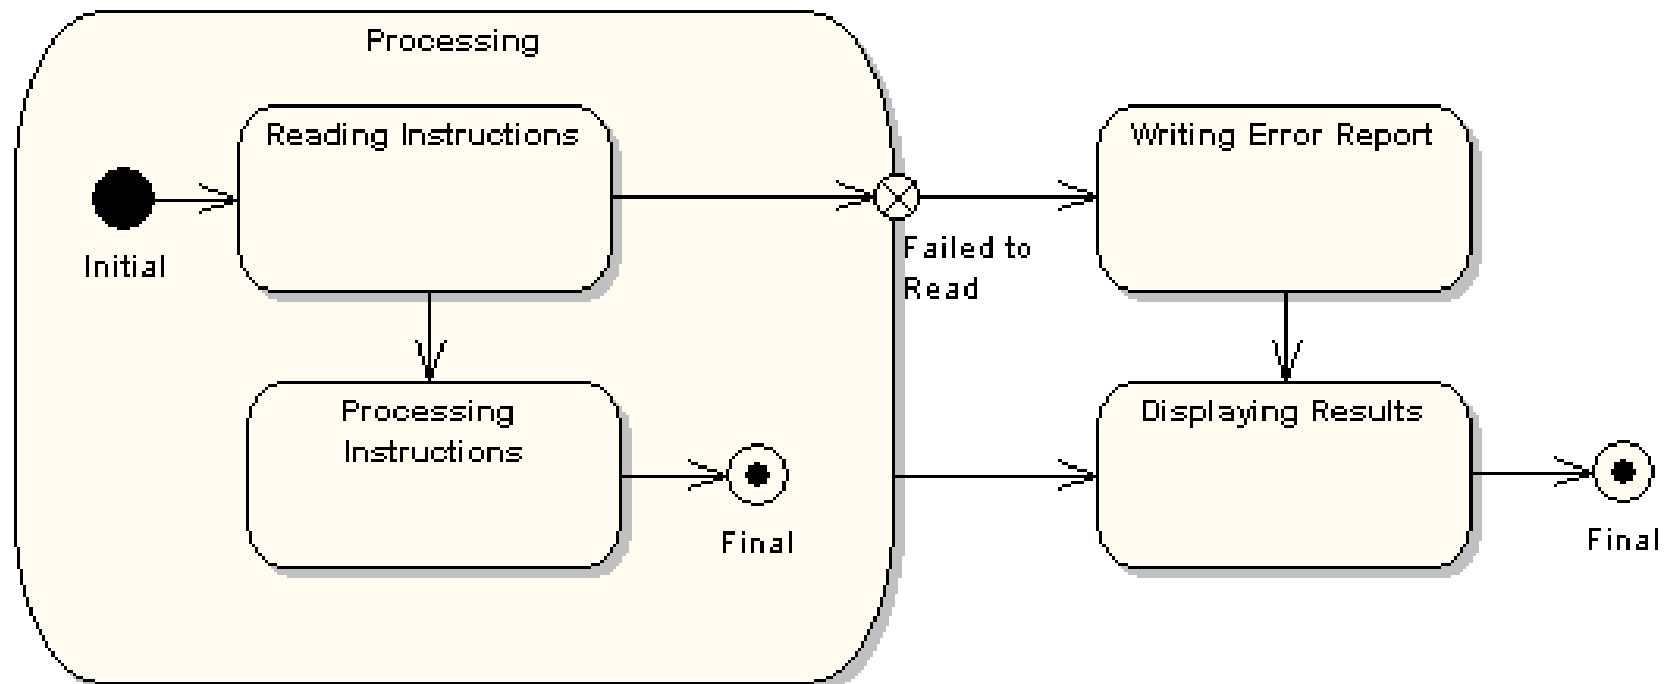 Processing
Reading Instructions
Writing Error Report
Initial
Failed to
Read
Processing
Instructions
Displaying Results
Final
Final